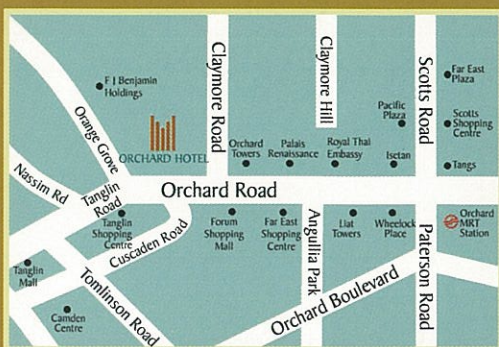 F J Benjamin
Holdings
Orange Grove
Claymore Road
Claymore Hill
Scotts Road
Far East
Plaza
Pacific
Plaza
Scotts
Shopping
Centre
ORCHARD HOTEL
Orchard
Towers
Palais
Renaissance
Royal Thai
Embassy
Isetan
Tangs
Nassim Rd
Tanglin
Road
Orchard Road
Tanglin
Shopping
Centre
Cuscaden Road
Forum
Shopping
Mall
Far East
Shopping
Centre
Angullia Park
Liat
Towers
Wheelock
Place
Paterson Road
Orchard
MRT
Station
Tanglin
Mall
Tomlinson Road
Camden
Centre
Orchard Boulevard